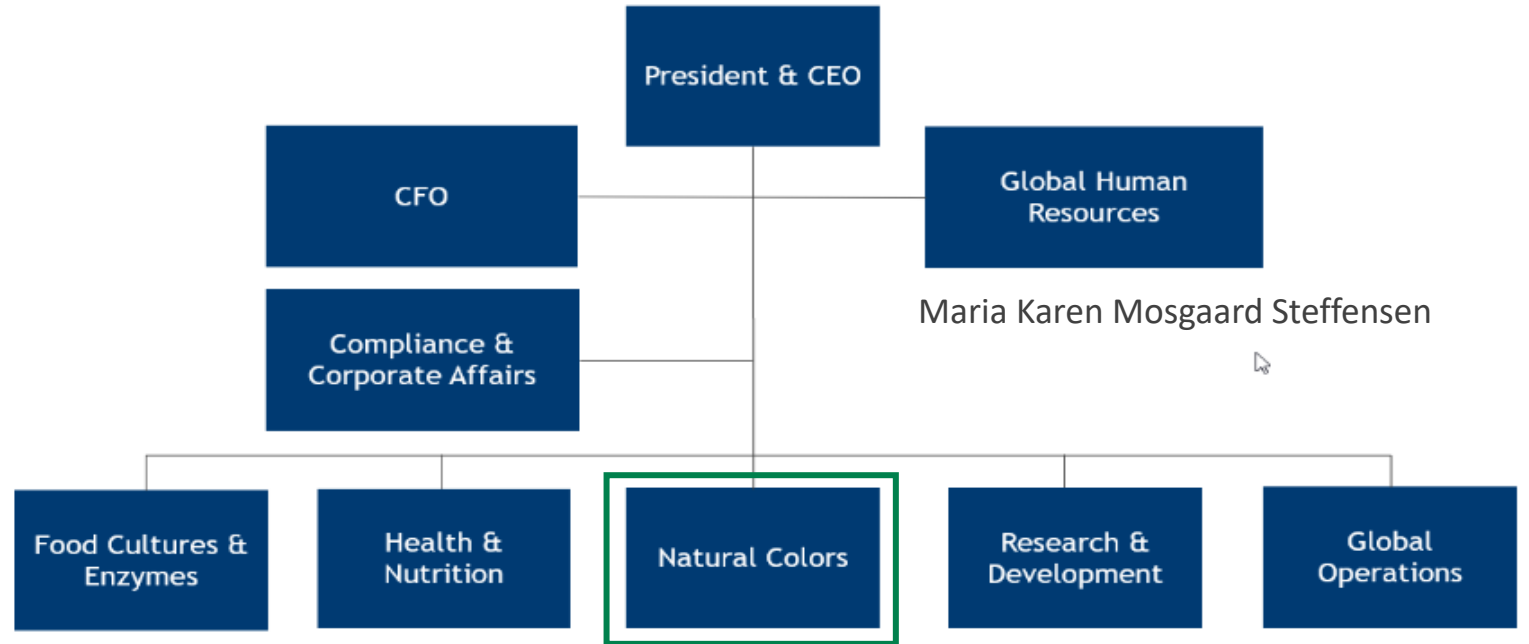 President & CEO
CFO
Global Human
Resources
Maria Karen Mosgaard Steffensen
Compliance &
Corporate Affairs
Food Cultures &
Enzymes
Health &
Nutrition
Natural Colors
Research &
Development
Global
Operations